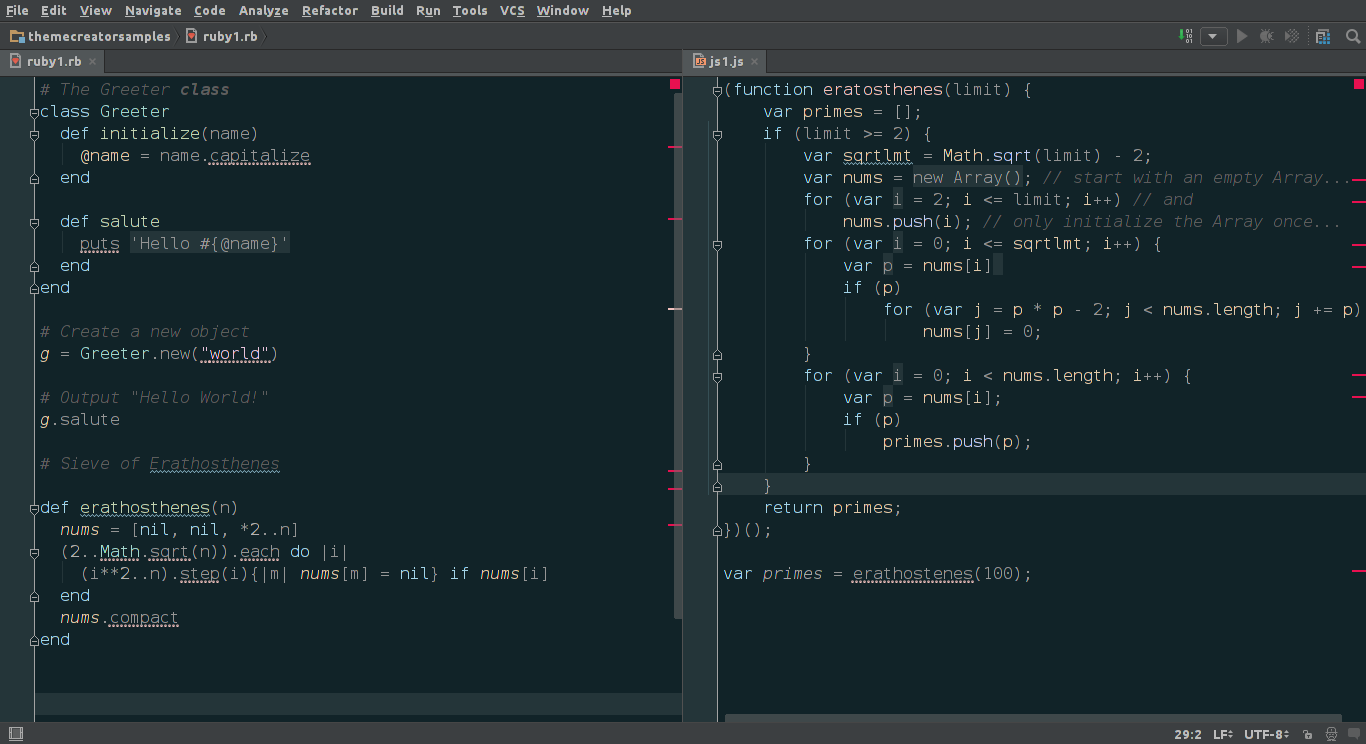 File Edit View Navigate Code Analyze Refactor Build Run Tools VCS Window Help
themecreatorsamples ruby1.rb
ruby1.rb
# The Greeter class
class Greeter
  def initialize(name)
    @name = name.capitalize
  end

  def salute
    puts 'Hello #{@name}'
  end
end

# Create a new object
g = Greeter.new("world")

# Output "Hello World!"
g.salute

# Sieve of Erathosthenes

def erathosthenes(n)
  nums = [nil, nil, *2..n]
  (2..Math.sqrt(n)).each do |i|
    (i**2..n).step(i){|m| nums[m] = nil} if nums[i]
  end
  nums.compact
end
js1.js
(function eratosthenes(limit) {
    var primes = [];
    if (limit >= 2) {
        var sqrtlmt = Math.sqrt(limit) - 2;
        var nums = new Array(); // start with an empty Array...
        for (var i = 2; i <= limit; i++) // and
            nums.push(i); // only initialize the Array once...
        for (var i = 0; i <= sqrtlmt; i++) {
            var p = nums[i]
            if (p)
                for (var j = p * p - 2; j < nums.length; j += p)
                    nums[j] = 0;
        }
        for (var i = 0; i < nums.length; i++) {
            var p = nums[i];
            if (p)
                primes.push(p);
        }
    }
    return primes;
})();

var primes = erathostenes(100);
29:2 LF UTF-8